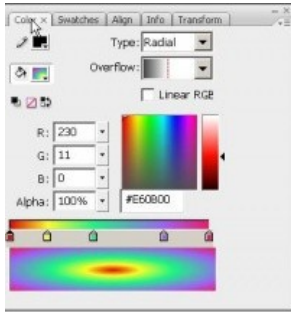 Color × Swatches Align Info Transform
Type: Radial
Overflow:
Linear RGB
R: 230
G: 11
B: 0
Alpha: 100% #E60B00